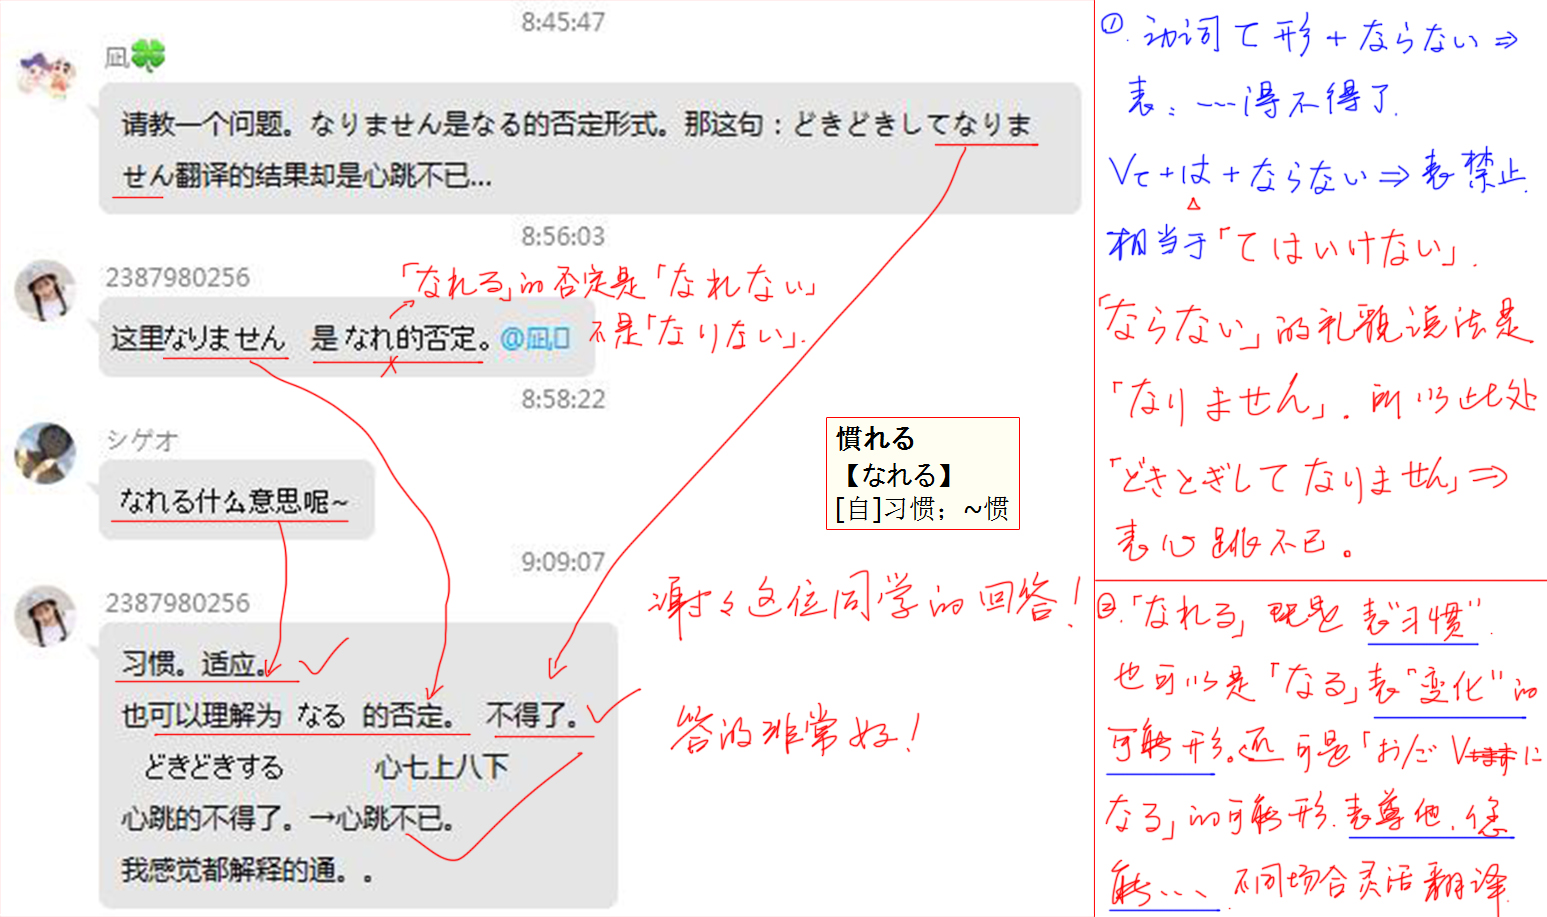 8:45:47
凪🍀
请教一个问题。なりません是なる的否定形式。那这句：どきどきしてなりま
せん翻译的结果却是心跳不已...
8:56:03
2387980256
「なれる」的否定是「なれない」
不是「なりない」.
这里なりません 是 なれ的否定。@凪
8:58:22
シゲオ
なれる什么意思呢~
9:09:07
2387980256
习惯。适应。
也可以理解为 なる 的否定。 不得了。
どきどきする 心七上八下
心跳的不得了。→心跳不已。
我感觉都解释的通。。
慣れる
【なれる】
[自]习惯；~惯
谢々这位同学的回答！
答的非常好！
①.动词て形+ならない⇒
表：……得不得了.
Vて+は+ならない⇒表禁止.
相当于「てはいけない」.
「ならない」的礼貌说法是
「なりません」.所以此处
「どきとぎしてなりません」⇒
表心跳不已。
②.「なれる」既是表“习惯”.
也可以是「なる」表“变化”的
可能形。还可是「お/ご Vますに
なる」的可能形.表尊他.您
能…….不同场合灵活翻译